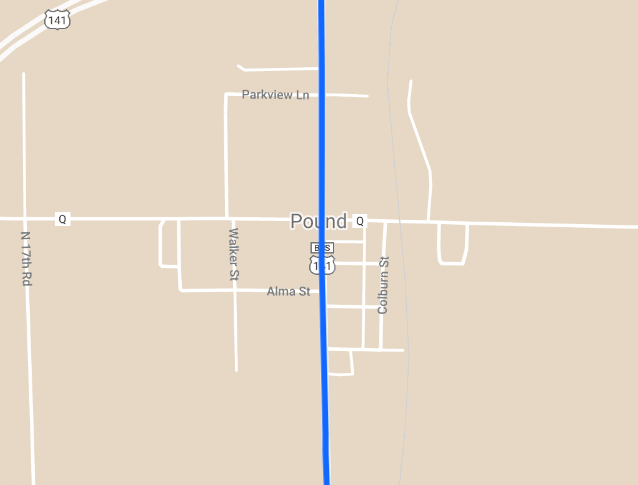 141
Parkview Ln
Q
Pound
Q
N 17th Rd
Walker St
BUS
141
Colburn St
Alma St